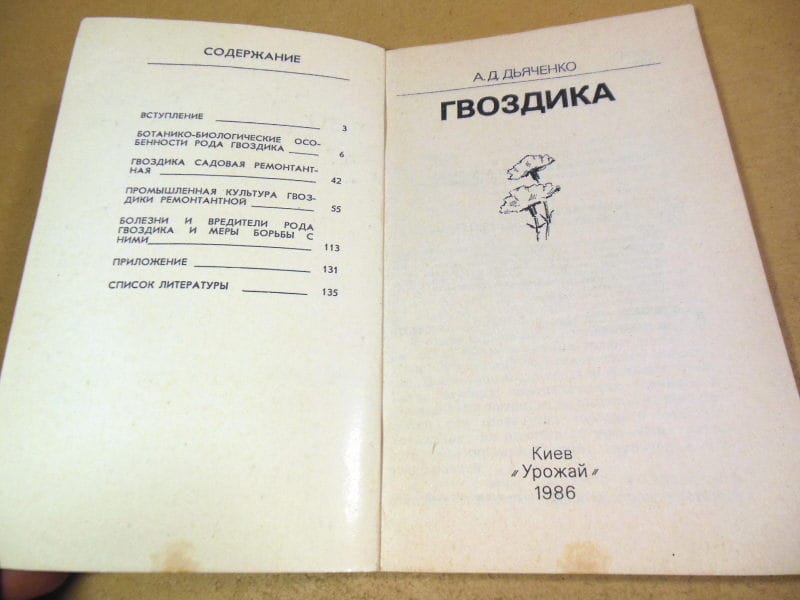 СОДЕРЖАНИЕ
ВСТУПЛЕНИЕ 3
БОТАНИКО-БИОЛОГИЧЕСКИЕ ОСО-
БЕННОСТИ РОДА ГВОЗДИКА 6
ГВОЗДИКА САДОВАЯ РЕМОНТАНТ-
НАЯ 42
ПРОМЫШЛЕННАЯ КУЛЬТУРА ГВОЗ-
ДИКИ РЕМОНТАНТНОЙ 55
БОЛЕЗНИ И ВРЕДИТЕЛИ РОДА
ГВОЗДИКА И МЕРЫ БОРЬБЫ С
НИМИ 113
ПРИЛОЖЕНИЕ 131
СПИСОК ЛИТЕРАТУРЫ 135
А. Д. ДЬЯЧЕНКО
ГВОЗДИКА
Киев
"Урожай"
1986